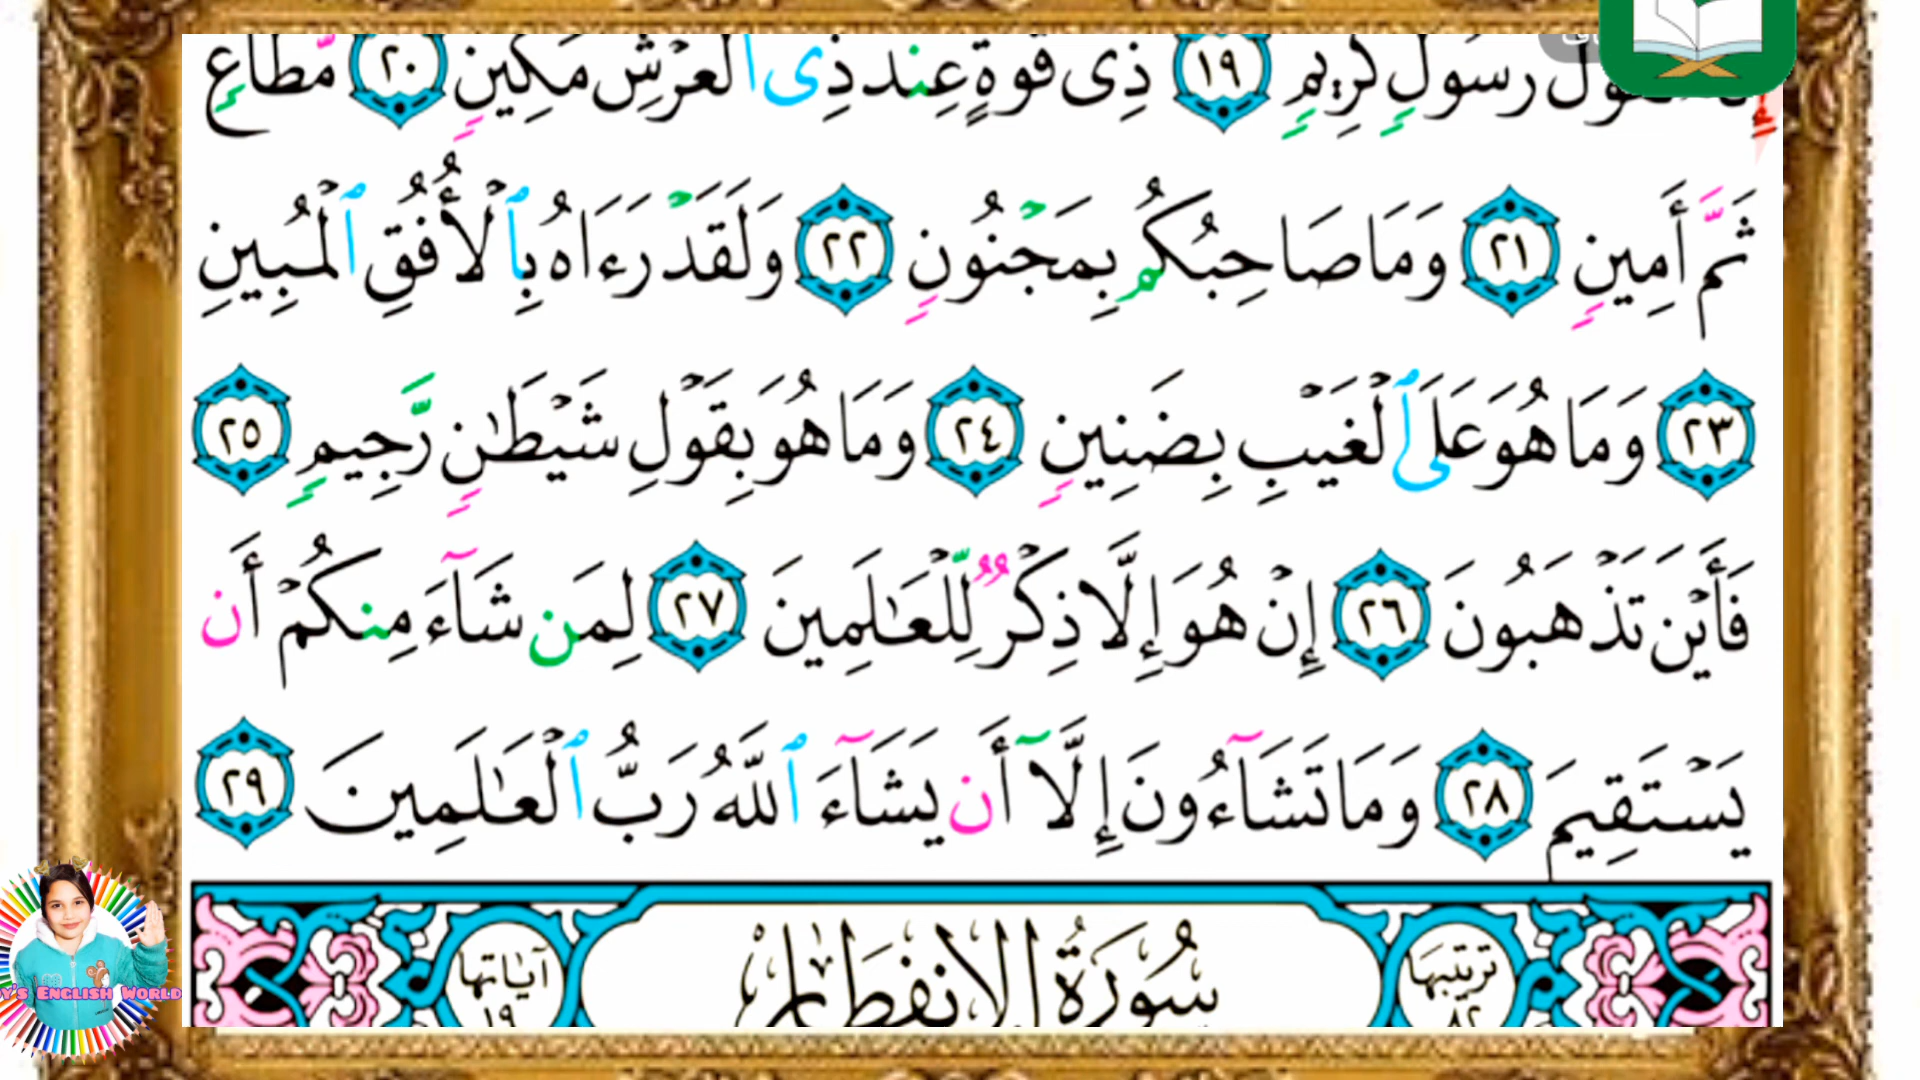 لَقَوْلُ رَسُولٍ كَرِيمٍ ١٩ ذِى قُوَّةٍ عِندَ ذِى ٱلْعَرْشِ مَكِينٍ ٢٠ مُّطَاعٍ
ثَمَّ أَمِينٍ ٢١ وَمَا صَاحِبُكُم بِمَجْنُونٍ ٢٢ وَلَقَدْ رَءَاهُ بِٱلْأُفُقِ ٱلْمُبِينِ
٢٣ وَمَا هُوَ عَلَى ٱلْغَيْبِ بِضَنِينٍ ٢٤ وَمَا هُوَ بِقَوْلِ شَيْطَٰنٍ رَّجِيمٍ ٢٥
فَأَيْنَ تَذْهَبُونَ ٢٦ إِنْ هُوَ إِلَّا ذِكْرٌ لِّلْعَٰلَمِينَ ٢٧ لِمَن شَآءَ مِنكُمْ أَن
يَسْتَقِيمَ ٢٨ وَمَا تَشَآءُونَ إِلَّآ أَن يَشَآءَ ٱللَّهُ رَبُّ ٱلْعَٰلَمِينَ ٢٩
ترتيبها ٨٢ سُورَةُ الانفطار آياتها ١٩
Y'S ENGLISH WORLD